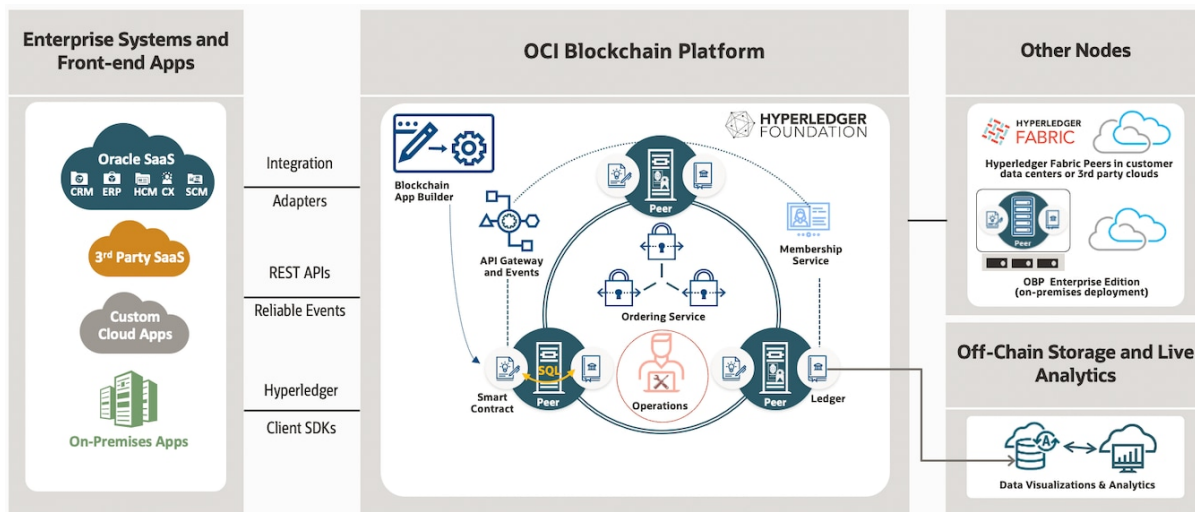 Enterprise Systems and
Front-end Apps
Oracle SaaS
CRM ERP HCM CX SCM
3rd Party SaaS
Custom
Cloud Apps
On-Premises Apps
Integration
Adapters
REST APIs
Reliable Events
Hyperledger
Client SDKs
OCI Blockchain Platform
HYPERLEDGER
FOUNDATION
Blockchain
App Builder
API Gateway
and Events
Peer
Membership
Service
Ordering Service
SQL
Smart
Contract
Peer
Operations
Peer
Ledger
Other Nodes
HYPERLEDGER
FABRIC
Hyperledger Fabric Peers in customer
data centers or 3rd party clouds
Peer
OBP Enterprise Edition
(on-premises deployment)
Off-Chain Storage and Live
Analytics
A
Data Visualizations & Analytics